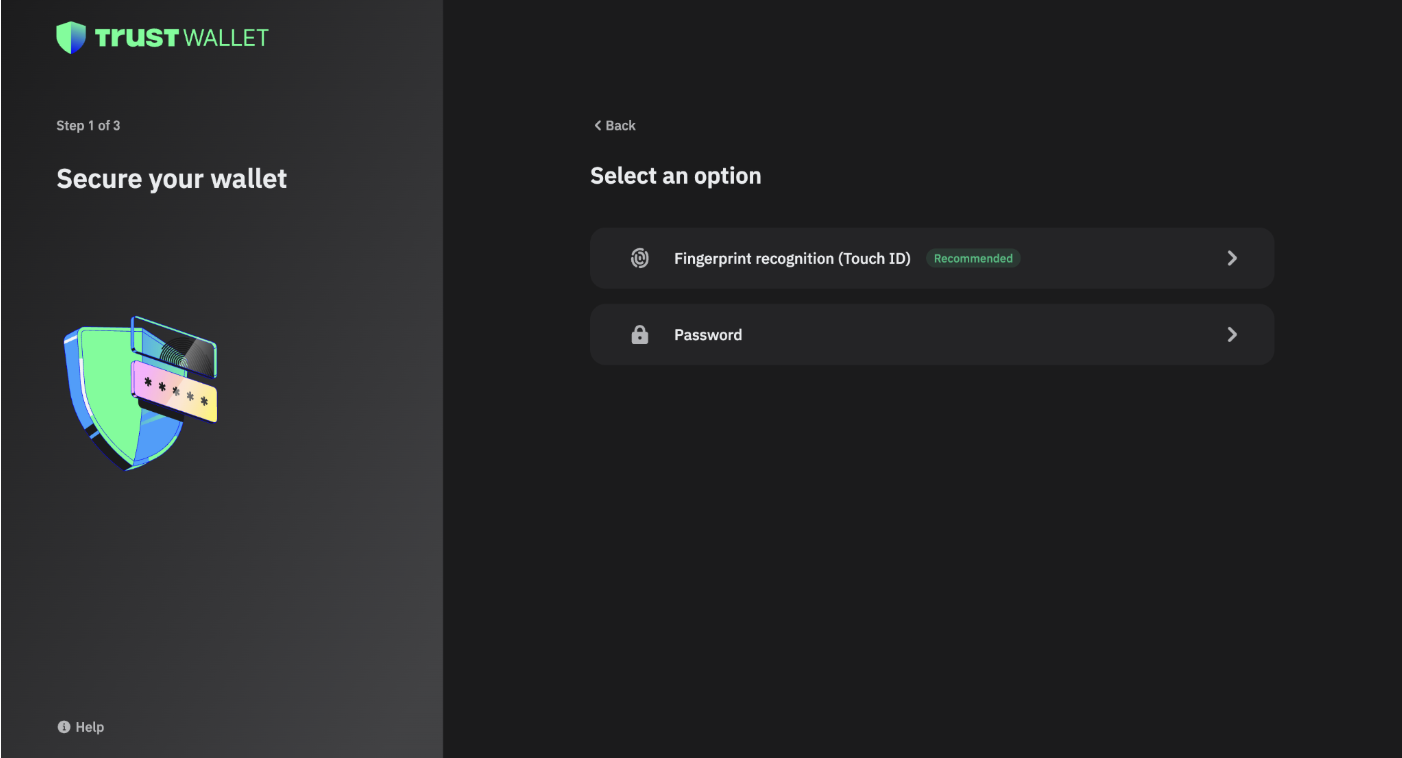 TRUST WALLET
Step 1 of 3
Secure your wallet
* * * * *
Help
Back
Select an option
Fingerprint recognition (Touch ID) Recommended
Password